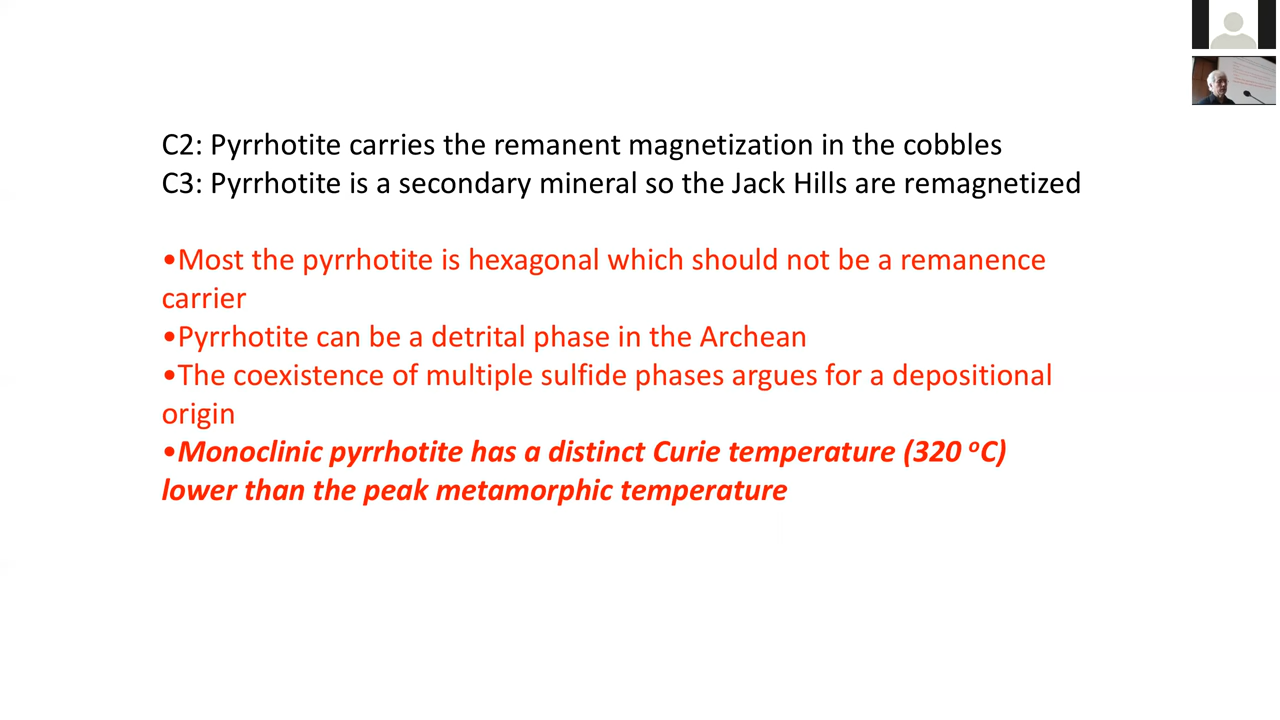 C2: Pyrrhotite carries the remanent magnetization in the cobbles
C3: Pyrrhotite is a secondary mineral so the Jack Hills are remagnetized
•Most the pyrrhotite is hexagonal which should not be a remanence
carrier
•Pyrrhotite can be a detrital phase in the Archean
•The coexistence of multiple sulfide phases argues for a depositional
origin
•Monoclinic pyrrhotite has a distinct Curie temperature (320 ºC)
lower than the peak metamorphic temperature